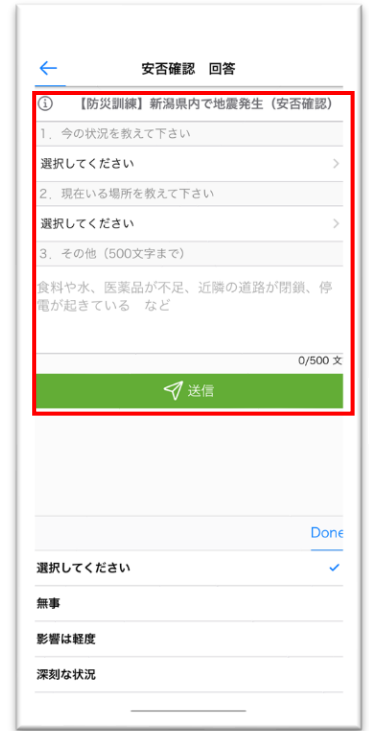 安否確認 回答
【防災訓練】新潟県内で地震発生（安否確認）
1．今の状況を教えて下さい
選択してください
2．現在いる場所を教えて下さい
選択してください
3．その他（500文字まで）
食料や水、医薬品が不足、近隣の道路が閉鎖、停
電が起きている など
0/500 文
送信
Done
選択してください
無事
影響は軽度
深刻な状況